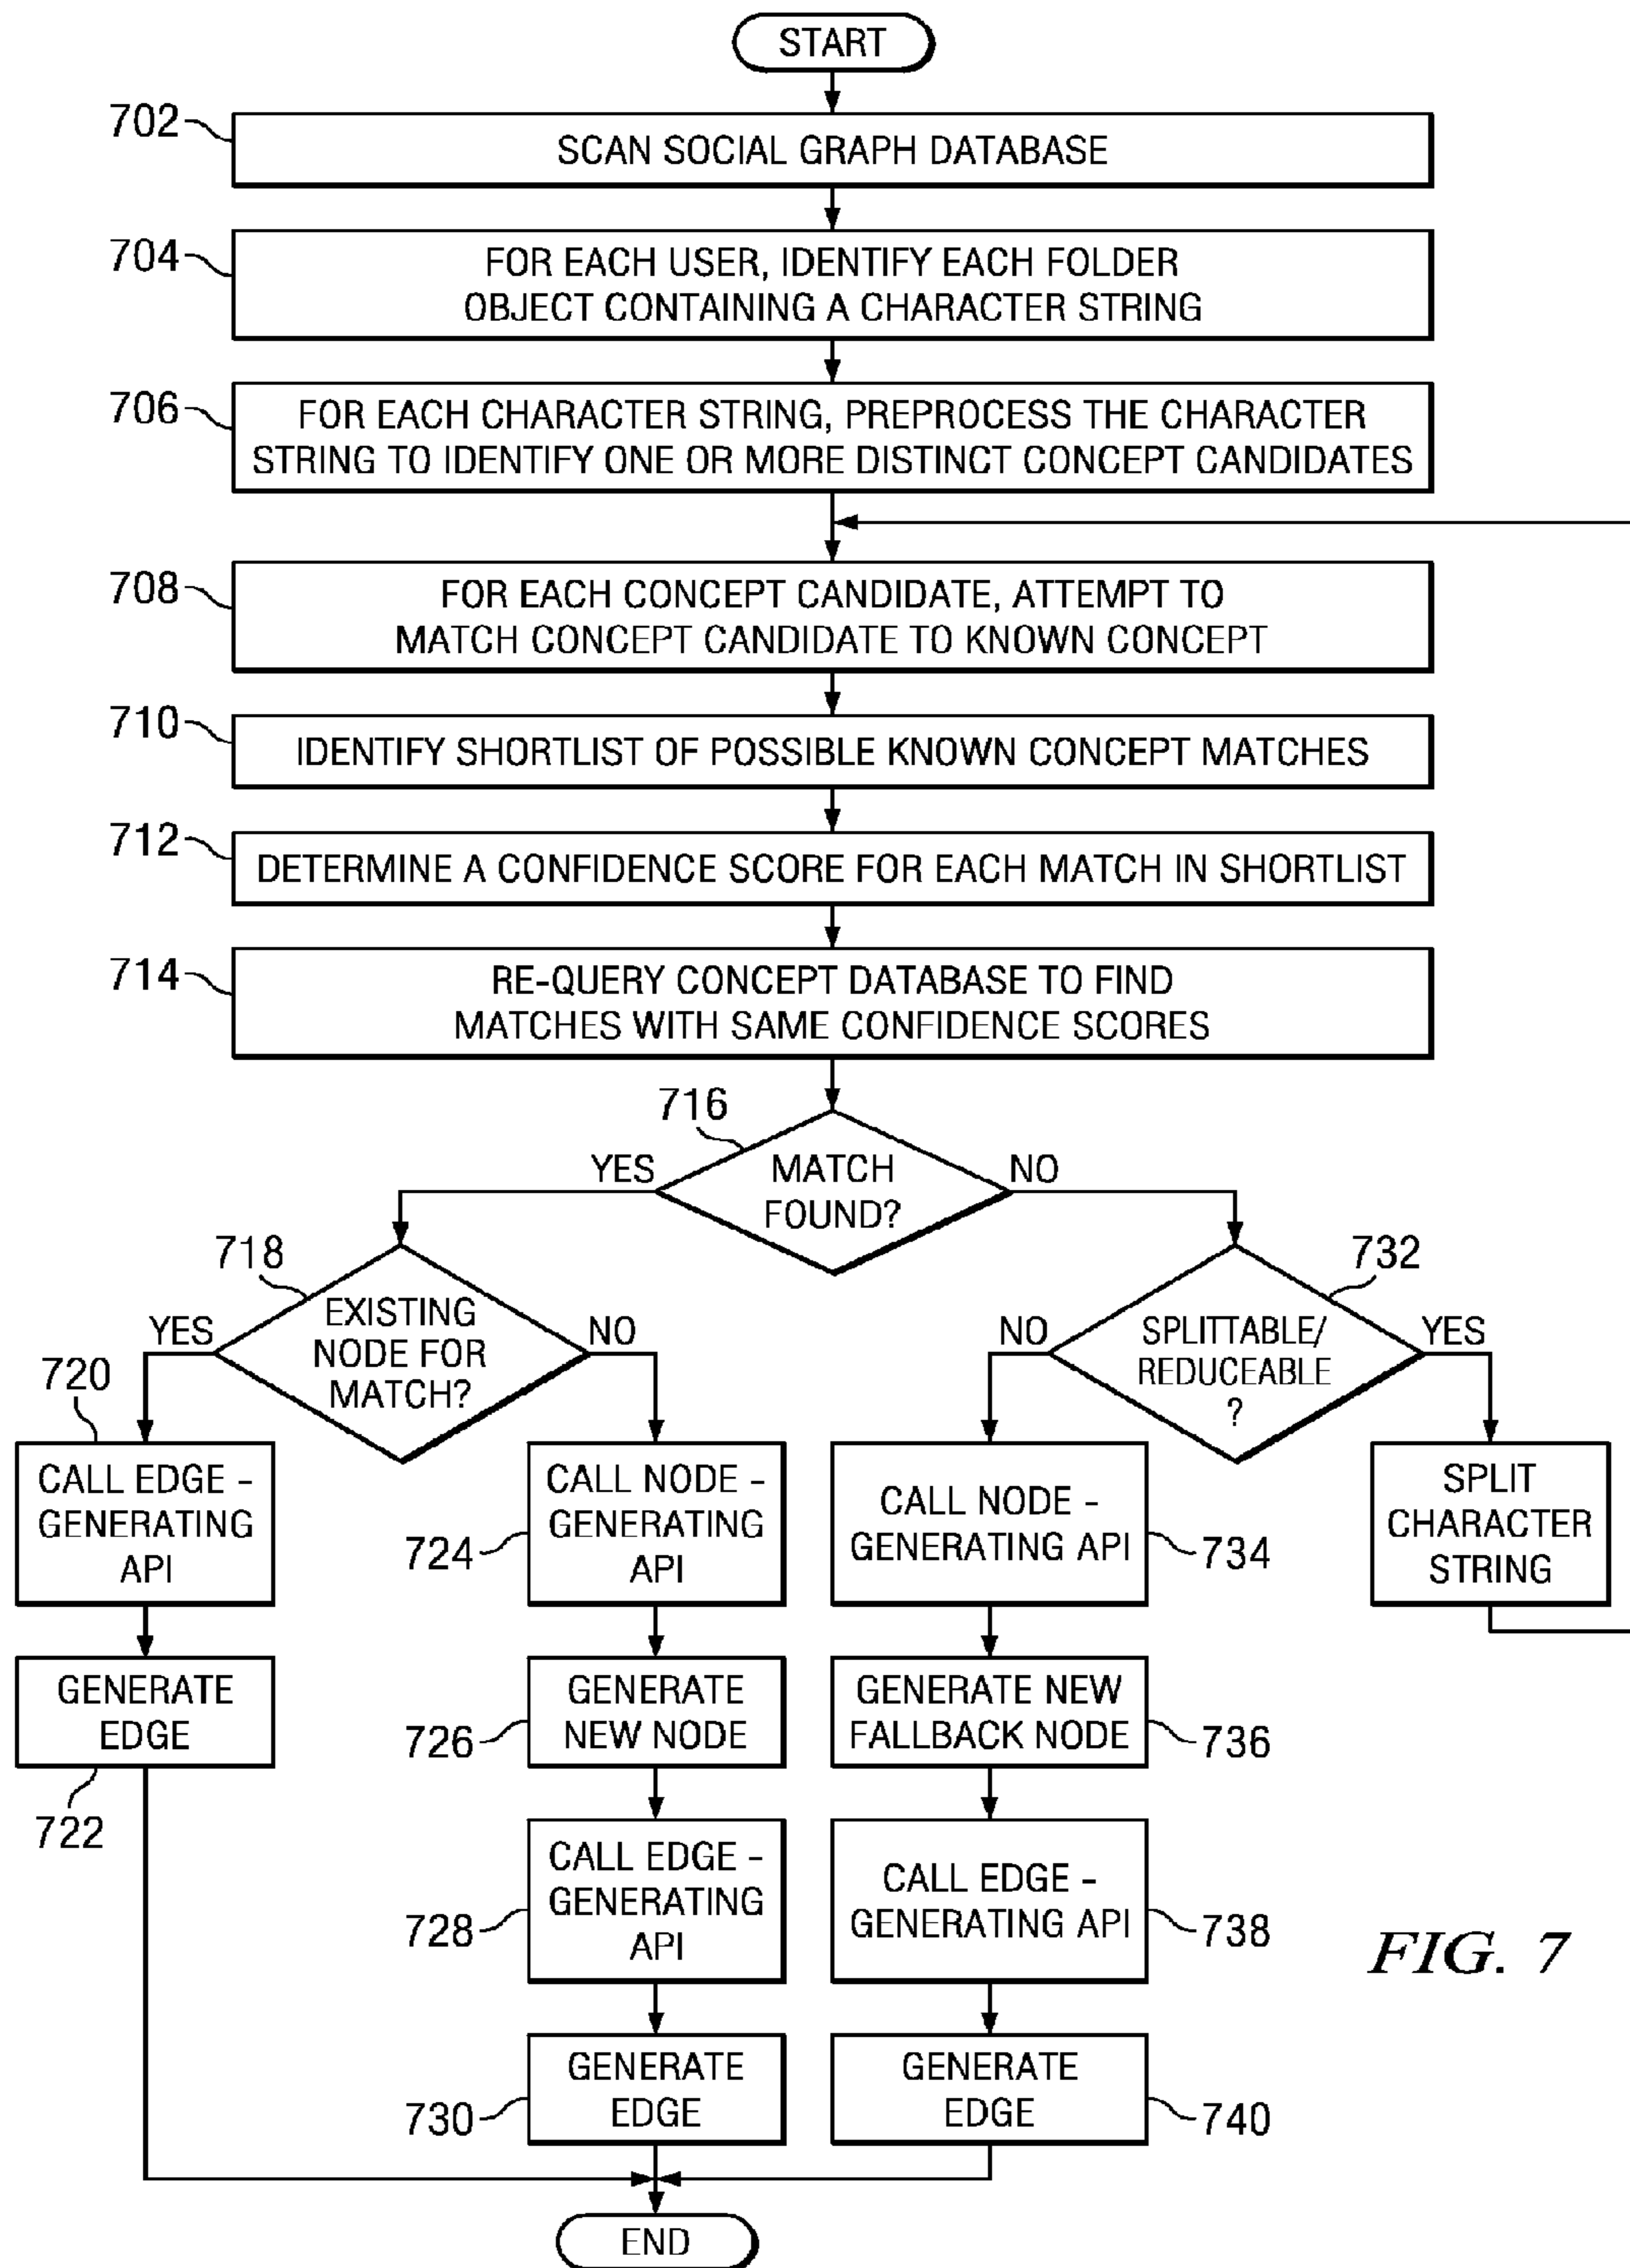 START
702
SCAN SOCIAL GRAPH DATABASE
704
FOR EACH USER, IDENTIFY EACH FOLDER
OBJECT CONTAINING A CHARACTER STRING
706
FOR EACH CHARACTER STRING, PREPROCESS THE CHARACTER
STRING TO IDENTIFY ONE OR MORE DISTINCT CONCEPT CANDIDATES
708
FOR EACH CONCEPT CANDIDATE, ATTEMPT TO
MATCH CONCEPT CANDIDATE TO KNOWN CONCEPT
710
IDENTIFY SHORTLIST OF POSSIBLE KNOWN CONCEPT MATCHES
712
DETERMINE A CONFIDENCE SCORE FOR EACH MATCH IN SHORTLIST
714
RE-QUERY CONCEPT DATABASE TO FIND
MATCHES WITH SAME CONFIDENCE SCORES
716
YES
MATCH
FOUND?
NO
718
YES
EXISTING
NODE FOR
MATCH?
NO
732
NO
SPLITTABLE/
REDUCEABLE
?
YES
720
CALL EDGE -
GENERATING
API
GENERATE
EDGE
722
724
CALL NODE -
GENERATING
API
726
GENERATE
NEW NODE
728
CALL EDGE -
GENERATING
API
730
GENERATE
EDGE
CALL NODE -
GENERATING API
734
GENERATE NEW
FALLBACK NODE
736
CALL EDGE -
GENERATING API
738
GENERATE
EDGE
740
SPLIT
CHARACTER
STRING
FIG. 7
END